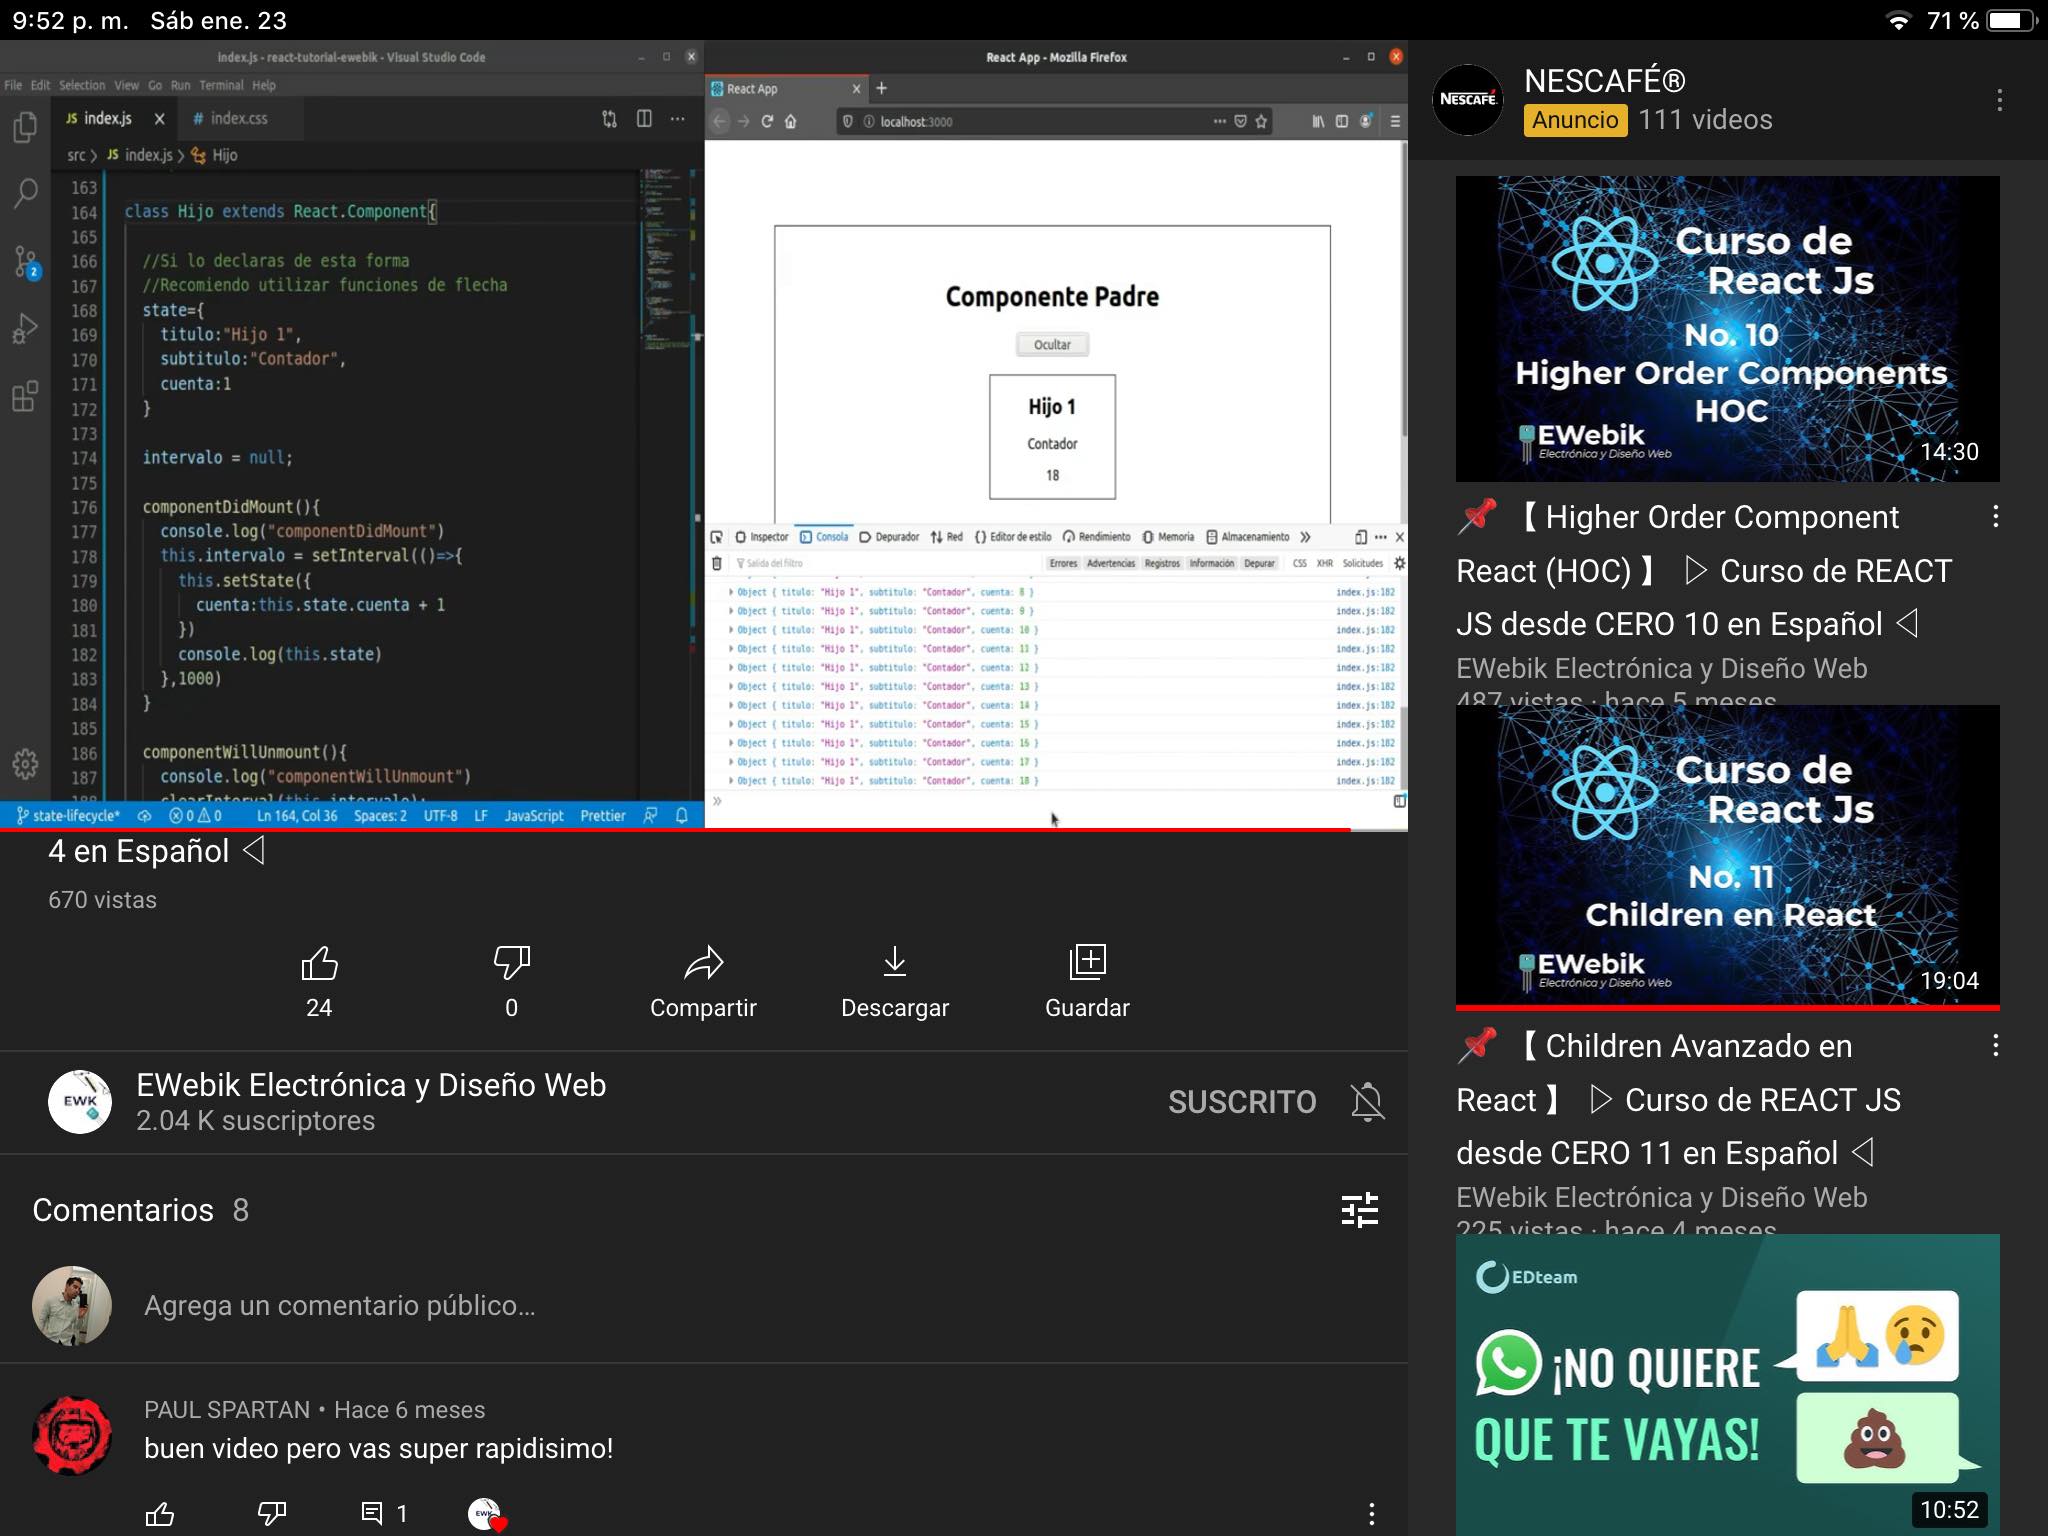 9:52 p. m. Sáb ene. 23
71 %
index.js - react-tutorial-ewebik - Visual Studio Code
File Edit Selection View Go Run Terminal Help
JS index.js
# index.css
src > JS index.js > Hijo
163
164 class Hijo extends React.Component{
165
166 //Si lo declaras de esta forma
167 //Recomiendo utilizar funciones de flecha
168 state={
169 titulo:"Hijo 1",
170 subtitulo:"Contador",
171 cuenta:1
172 }
173
174 intervalo = null;
175
176 componentDidMount(){
177 console.log("componentDidMount")
178 this.intervalo = setInterval(()=>{
179 this.setState({
180 cuenta:this.state.cuenta + 1
181 })
182 console.log(this.state)
183 },1000)
184 }
185
186 componentWillUnmount(){
187 console.log("componentWillUnmount")
188 clearInterval(this.intervalo);
2
state-lifecycle* 0 0 Ln 164, Col 36 Spaces: 2 UTF-8 LF JavaScript Prettier
React App - Mozilla Firefox
React App
localhost:3000
Componente Padre
Ocultar
Hijo 1
Contador
18
Inspector Consola Depurador Red Editor de estilo Rendimiento Memoria Almacenamiento
Salida del filtro Errores Advertencias Registros Información Depurar CSS XHR Solicitudes
Object { titulo: "Hijo 1", subtitulo: "Contador", cuenta: 8 } index.js:182
Object { titulo: "Hijo 1", subtitulo: "Contador", cuenta: 9 } index.js:182
Object { titulo: "Hijo 1", subtitulo: "Contador", cuenta: 10 } index.js:182
Object { titulo: "Hijo 1", subtitulo: "Contador", cuenta: 11 } index.js:182
Object { titulo: "Hijo 1", subtitulo: "Contador", cuenta: 12 } index.js:182
Object { titulo: "Hijo 1", subtitulo: "Contador", cuenta: 13 } index.js:182
Object { titulo: "Hijo 1", subtitulo: "Contador", cuenta: 14 } index.js:182
Object { titulo: "Hijo 1", subtitulo: "Contador", cuenta: 15 } index.js:182
Object { titulo: "Hijo 1", subtitulo: "Contador", cuenta: 16 } index.js:182
Object { titulo: "Hijo 1", subtitulo: "Contador", cuenta: 17 } index.js:182
Object { titulo: "Hijo 1", subtitulo: "Contador", cuenta: 18 } index.js:182
4 en Español ◁
670 vistas
24
0
Compartir
Descargar
Guardar
EWK
EWebik Electrónica y Diseño Web
2.04 K suscriptores
SUSCRITO
Comentarios 8
Agrega un comentario público...
PAUL SPARTAN • Hace 6 meses
buen video pero vas super rapidisimo!
1
EWK
NESCAFÉ
NESCAFÉ®
Anuncio 111 videos
Curso de
React Js
No. 10
Higher Order Components
HOC
EWebik
Electrónica y Diseño Web
14:30
📌 【 Higher Order Component
React (HOC) 】 ▷ Curso de REACT
JS desde CERO 10 en Español ◁
EWebik Electrónica y Diseño Web
487 vistas · hace 5 meses
Curso de
React Js
No. 11
Children en React
EWebik
Electrónica y Diseño Web
19:04
📌 【 Children Avanzado en
React 】 ▷ Curso de REACT JS
desde CERO 11 en Español ◁
EWebik Electrónica y Diseño Web
225 vistas · hace 4 meses
EDteam
¡NO QUIERE
QUE TE VAYAS!
10:52